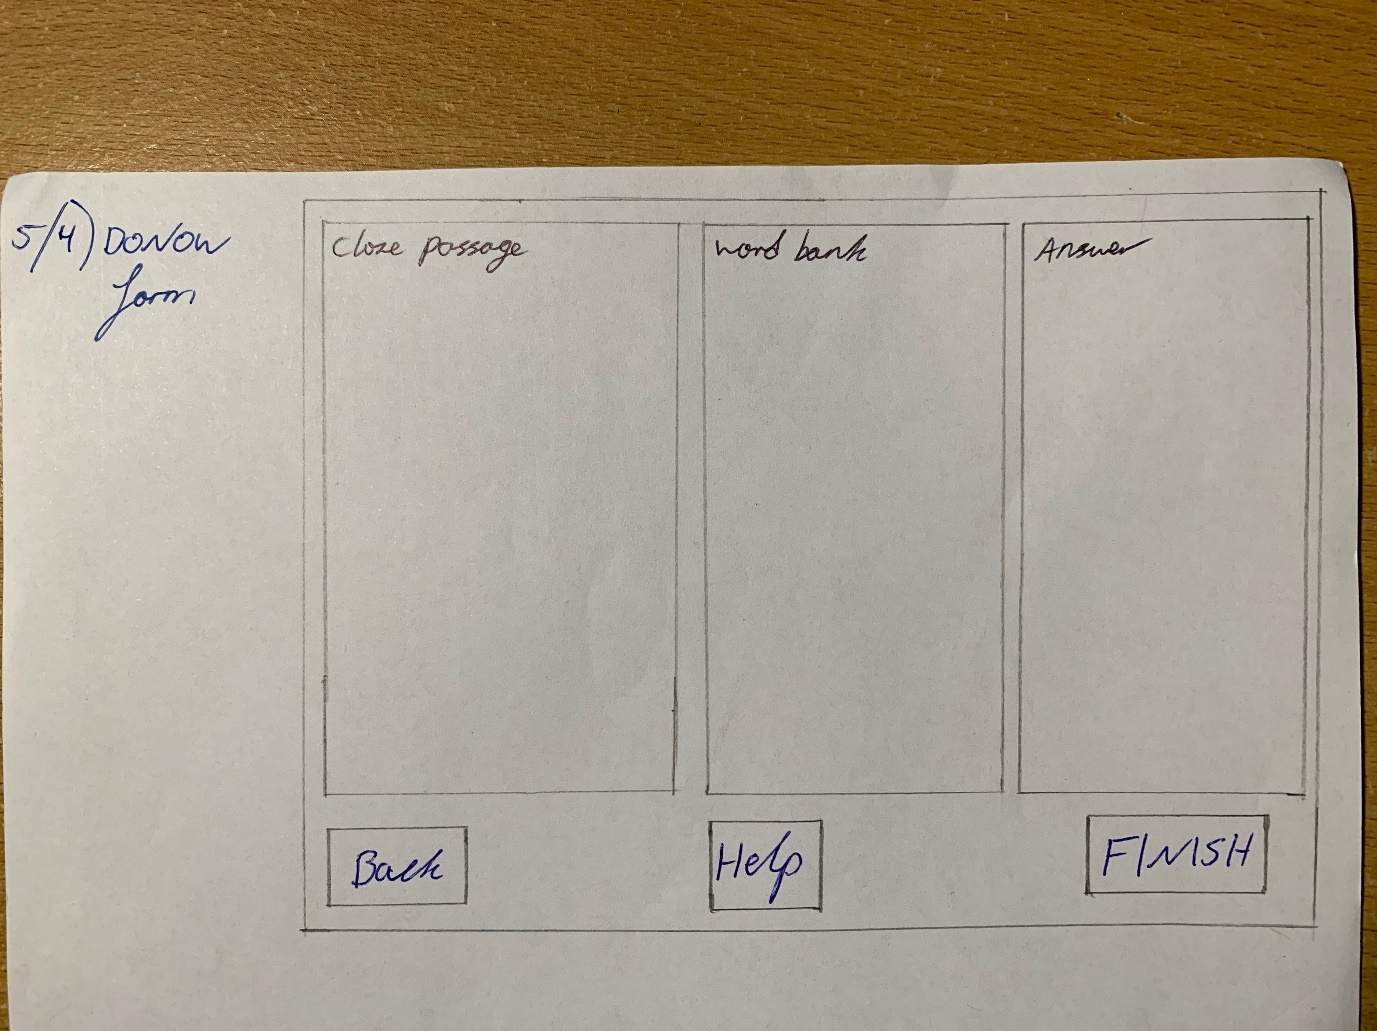 5/4) DONOW
form
Cloze passage
word bank
Answer
Back
Help
FINISH